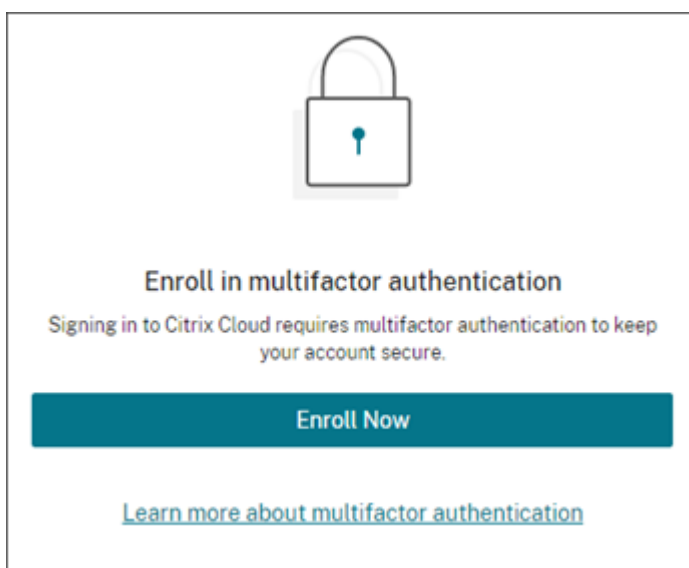 Enroll in multifactor authentication
Signing in to Citrix Cloud requires multifactor authentication to keep
your account secure.
Enroll Now
Learn more about multifactor authentication